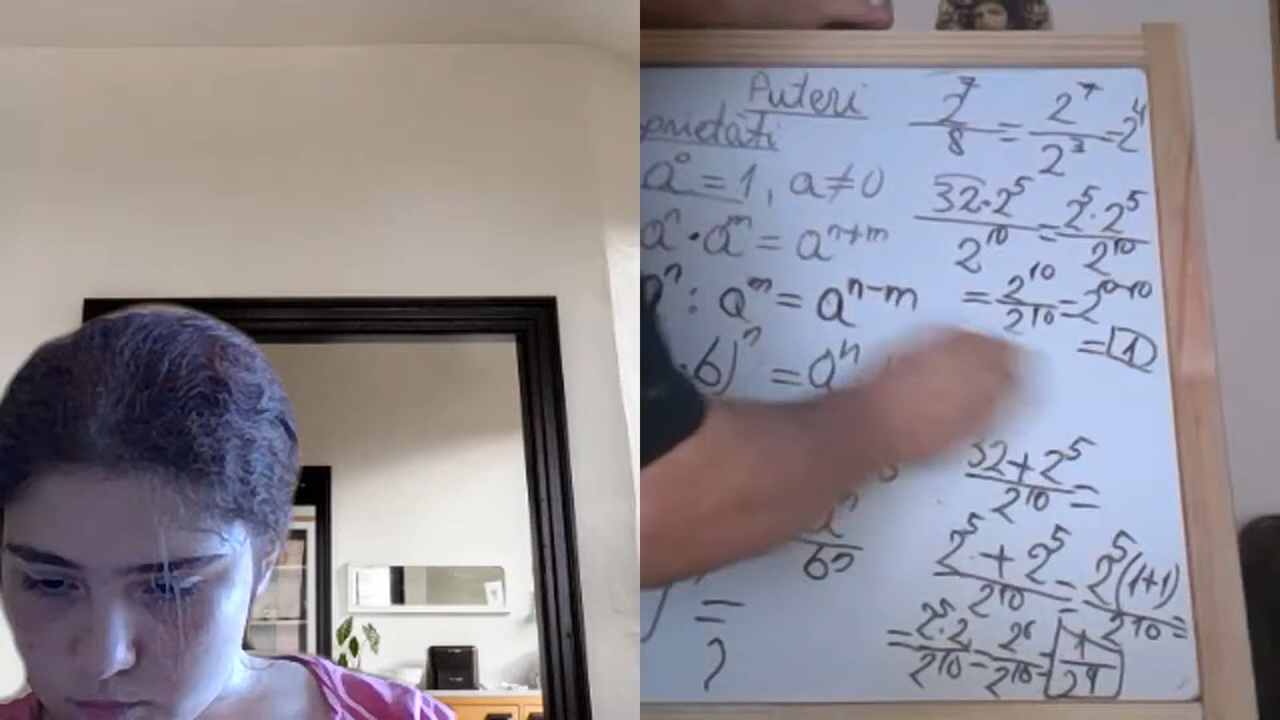 Puteri
a⁰ = 1, a ≠ 0
aⁿ · aᵐ = aⁿ⁺ᵐ
aⁿ : aᵐ = aⁿ⁻ᵐ
· b)ⁿ = aⁿ
=
2⁷/8 = 2⁷/2³ = 2⁴
32·2⁵/2¹⁰ = 2⁵·2⁵/2¹⁰
= 2¹⁰/2¹⁰ = 2¹⁰⁻¹⁰
= 1
32+2⁵/2¹⁰ =
2⁵+2⁵/2¹⁰ = 2⁵(1+1)/2¹⁰ =
= 2⁵·2/2¹⁰ = 2⁶/2¹⁰ = 1/2⁴